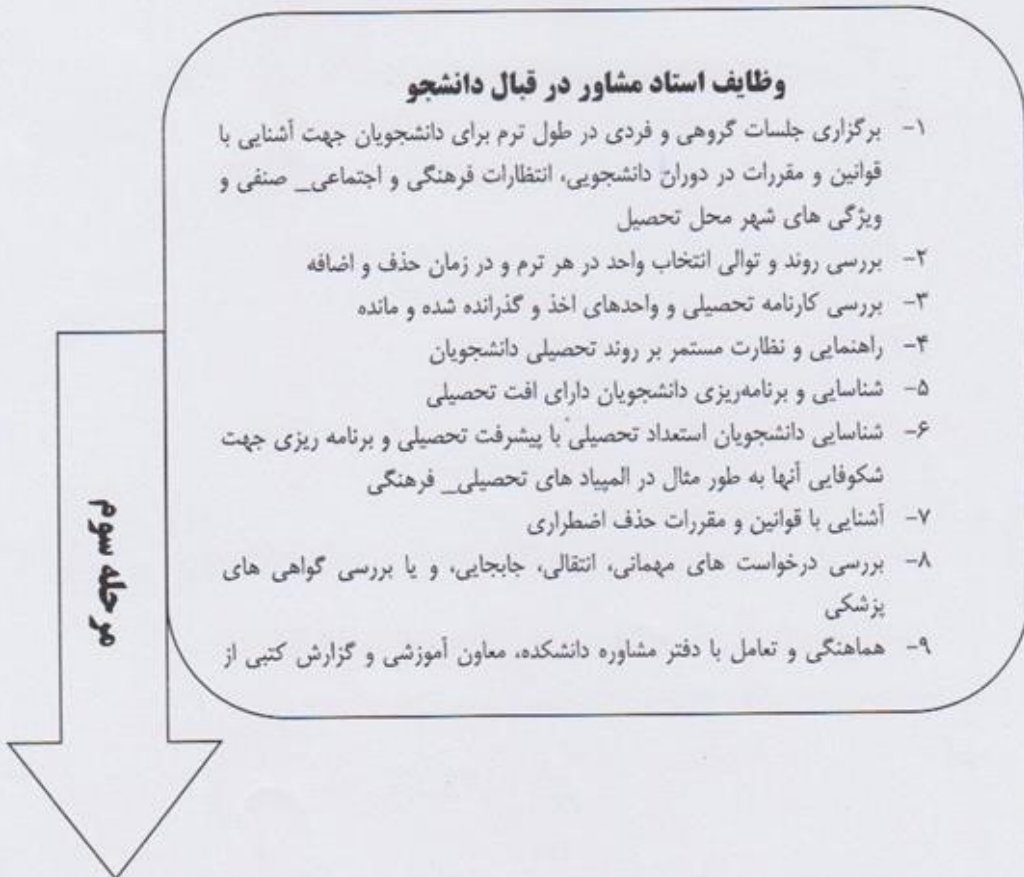 وظایف استاد مشاور در قبال دانشجو
۱- برگزاری جلسات گروهی و فردی در طول ترم برای دانشجویان جهت آشنایی با
قوانین و مقررات در دوران دانشجویی، انتظارات فرهنگی و اجتماعی_ صنفی و
ویژگی های شهر محل تحصیل
۲- بررسی روند و توالی انتخاب واحد در هر ترم و در زمان حذف و اضافه
۳- بررسی کارنامه تحصیلی و واحدهای اخذ و گذرانده شده و مانده
۴- راهنمایی و نظارت مستمر بر روند تحصیلی دانشجویان
۵- شناسایی و برنامه‌ریزی دانشجویان دارای افت تحصیلی
۶- شناسایی دانشجویان استعداد تحصیلی با پیشرفت تحصیلی و برنامه ریزی جهت
شکوفایی آنها به طور مثال در المپیاد های تحصیلی_ فرهنگی
۷- آشنایی با قوانین و مقررات حذف اضطراری
۸- بررسی درخواست های مهمانی، انتقالی، جابجایی، و یا بررسی گواهی های
پزشکی
۹- هماهنگی و تعامل با دفتر مشاوره دانشکده، معاون آموزشی و گزارش کتبی از
مرحله سوم